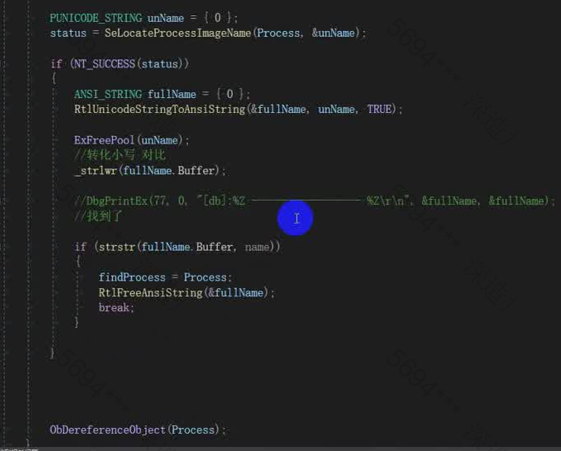 PUNICODE_STRING unName = { 0 };
status = SeLocateProcessImageName(Process, &unName);
if (NT_SUCCESS(status))
{
ANSI_STRING fullName = { 0 };
RtlUnicodeStringToAnsiString(&fullName, unName, TRUE);
ExFreePool(unName);
//转化小写 对比
_strlwr(fullName.Buffer);
//DbgPrintEx(77, 0, "[db]:%Z ———————————— %Z\r\n", &fullName, &fullName);
//找到了
if (strstr(fullName.Buffer, name))
{
findProcess = Process;
RtlFreeAnsiString(&fullName);
break;
}
}
ObDereferenceObject(Process);